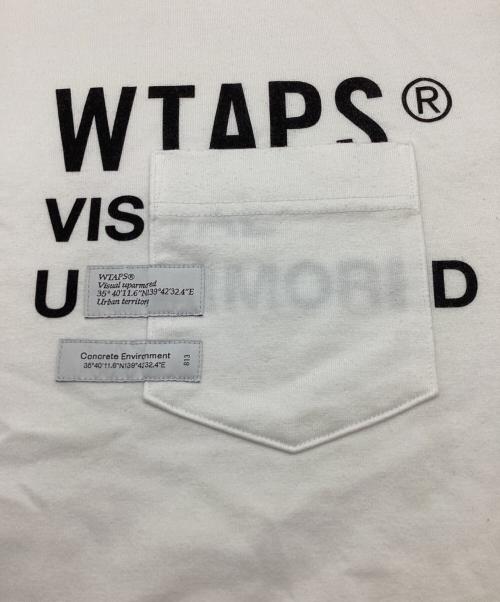 WTAPS®
VIS
U D
WTAPS®
Visual uparmored
35° 40'11.6"N139°42'32.4"E
Urban territory
Concrete Environment
35°40'11.6"N139°42'32.4"E
813